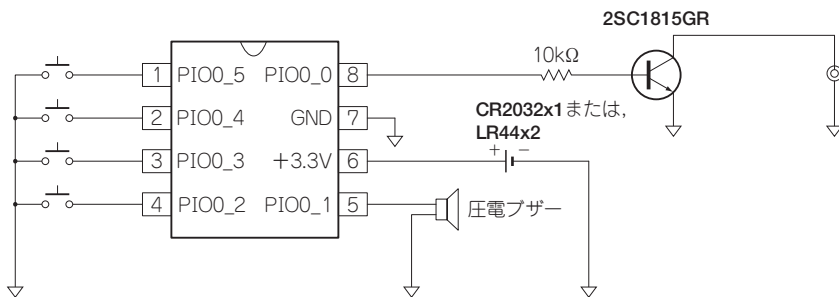 2SC1815GR
10kΩ
1 PIO0_5 PIO0_0 8
CR2032x1または,
LR44x2
2 PIO0_4 GND 7
3 PIO0_3 +3.3V 6
+ −
4 PIO0_2 PIO0_1 5
圧電ブザー